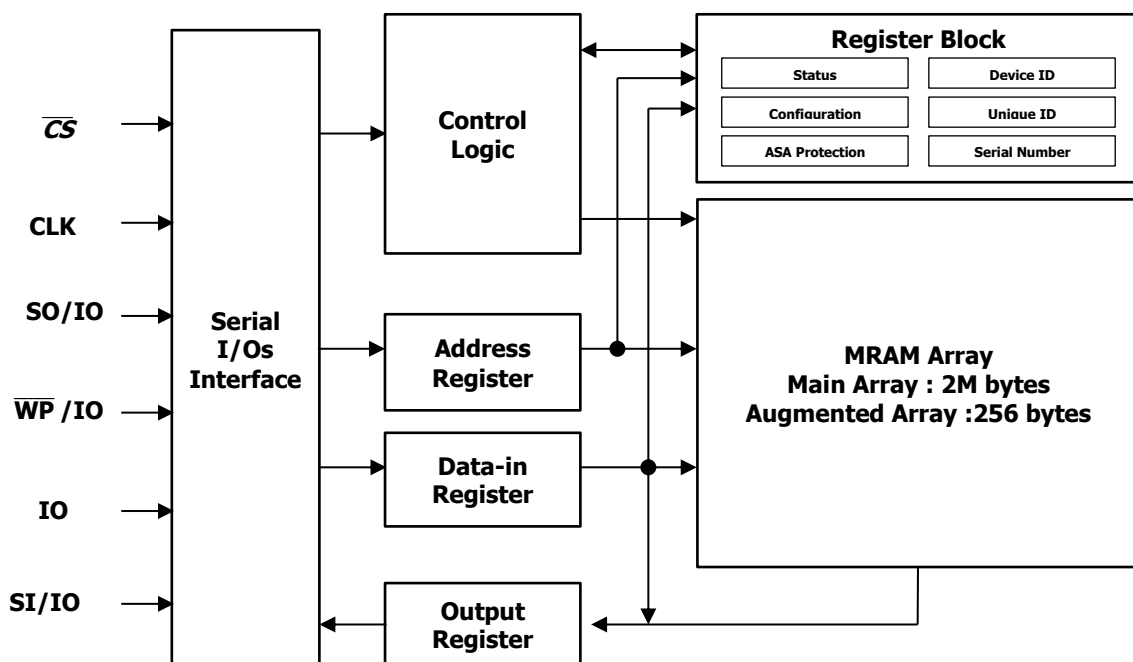 CS
CLK
SO/IO
WP /IO
IO
SI/IO
Serial
I/Os
Interface
Control
Logic
Address
Register
Data-in
Register
Output
Register
Register Block
Status
Device ID
Configuration
Unique ID
ASA Protection
Serial Number
MRAM Array
Main Array : 2M bytes
Augmented Array :256 bytes